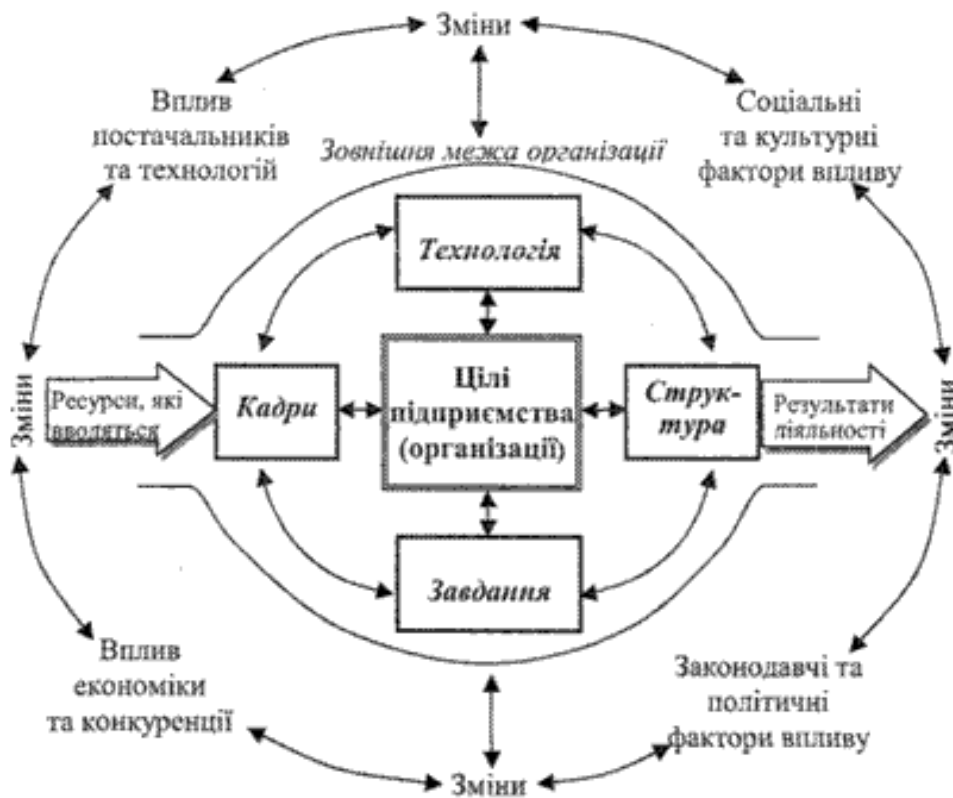 Зміни
Вплив
постачальників
та технологій
Соціальні
та культурні
фактори впливу
Зовнішня межа організації
Технологія
Зміни
Ресурси, які
вводяться
Кадри
Цілі
підприємства
(організації)
Струк-
тура
Результати
діяльності
Зміни
Завдання
Вплив
економіки
та конкуренції
Законодавчі та
політичні
фактори впливу
Зміни